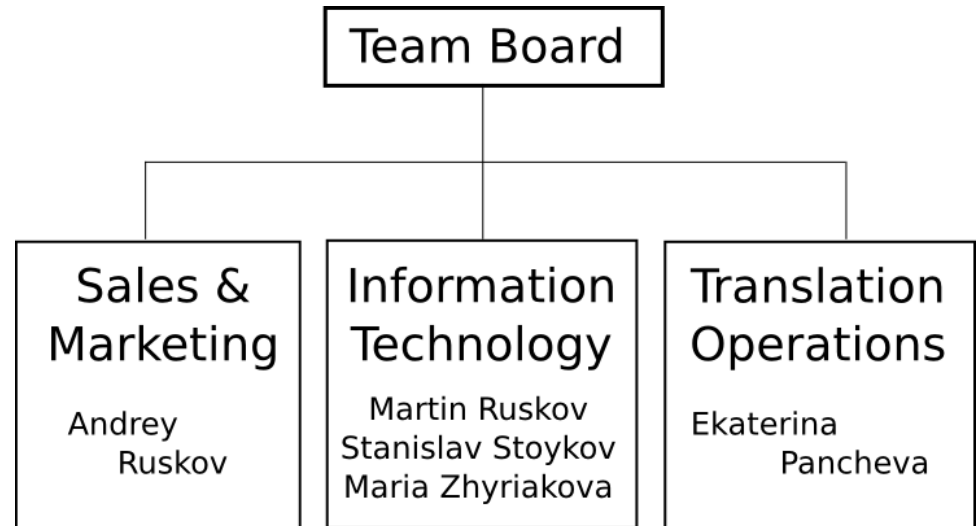 Team Board
Sales &
Marketing
Andrey
Ruskov
Information
Technology
Martin Ruskov
Stanislav Stoykov
Maria Zhyriakova
Translation
Operations
Ekaterina
Pancheva